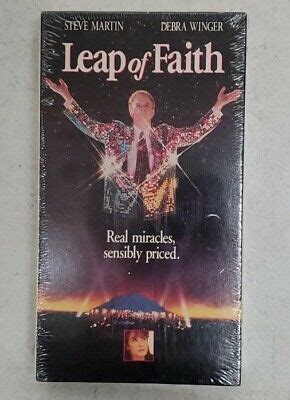 STEVE MARTIN DEBRA WINGER
Leap of Faith
Real miracles,
sensibly priced.